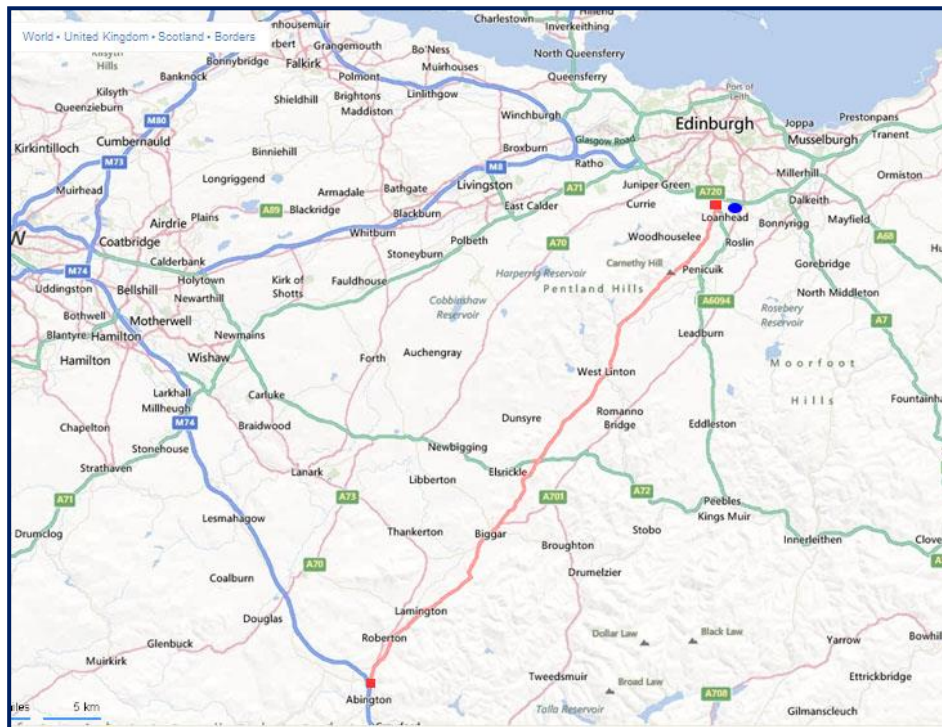 Charlestown
Inverkeithing
World • United Kingdom • Scotland • Borders
Grangemouth
Bo'Ness
North Queensferry
Falkirk
Bonnybridge
Polmont
Muirhouses
Queensferry
Banknock
Kilsyth
Shieldhill
Brightons
Maddiston
Linlithgow
Port of
Leith
Queenzieburn
Winchburgh
Edinburgh
Joppa
Prestonpans
M80
Cumbernauld
Glasgow Road
Musselburgh
Tranent
Kirkintilloch
Binniehill
Broxburn
Ratho
M73
M8
Millerhill
Ormiston
Muirhead
Longriggend
Armadale
Bathgate
Livingston
A71
Juniper Green
A720
Dalkeith
Airdrie
Plains
A89
Blackridge
Blackburn
East Calder
Currie
Loanhead
Bonnyrigg
Mayfield
Coatbridge
Whitburn
Polbeth
Woodhouselee
Roslin
A68
Calderbank
Stoneyburn
A70
M74
Holytown
Kirk of
Shotts
Fauldhouse
Harperrig Reservoir
Carnethy Hill
Penicuik
Gorebridge
Uddingston
Bellshill
Newarthill
Pentland Hills
North Middleton
Bothwell
Motherwell
Cobbinshaw
Reservoir
A6094
Rosebery
Reservoir
Blantyre
Hamilton
Newmains
Leadburn
A7
Hamilton
Wishaw
Forth
Auchengray
Moorfoot
Hills
West Linton
Larkhall
Millheugh
Carluke
Chapelton
M74
Braidwood
Dunsyre
Romanno
Bridge
Eddleston
Stonehouse
Newbigging
Strathaven
Lanark
Libberton
Elsrickle
A71
A73
A701
A72
Peebles
Kings Muir
Drumclog
Lesmahagow
Thankerton
Biggar
Stobo
Innerleithen
Broughton
A70
Coalburn
Drumelzier
Douglas
Lamington
Roberton
Dollar Law
Black Law
Yarrow
Glenbuck
Muirkirk
Tweedsmuir
Broad Law
Ettrickbridge
A708
5 km
Abington
Talla Reservoir
Gilmanscleuch